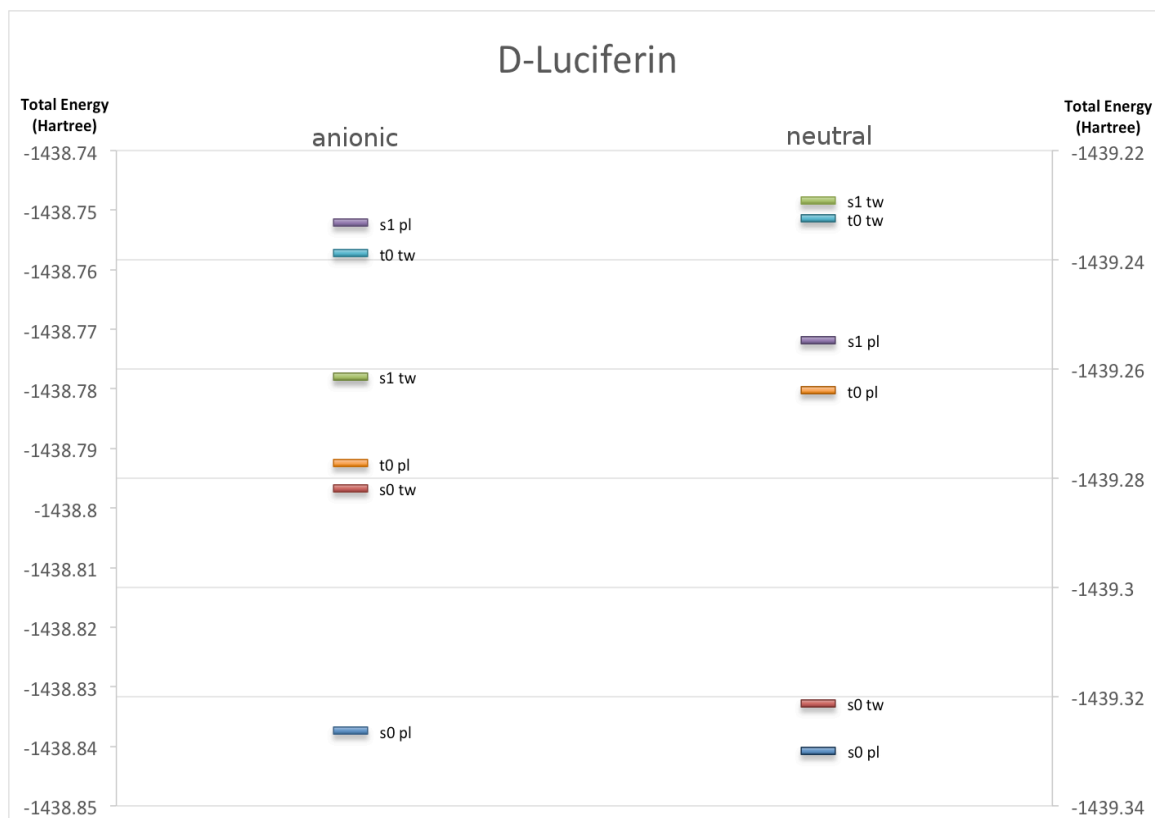 D-Luciferin
Total Energy
(Hartree)
Total Energy
(Hartree)
anionic
neutral
-1438.74
-1438.75
-1438.76
-1438.77
-1438.78
-1438.79
-1438.8
-1438.81
-1438.82
-1438.83
-1438.84
-1438.85
s1 pl
t0 tw
s1 tw
t0 pl
s0 tw
s0 pl
s1 tw
t0 tw
s1 pl
t0 pl
s0 tw
s0 pl
-1439.22
-1439.24
-1439.26
-1439.28
-1439.3
-1439.32
-1439.34